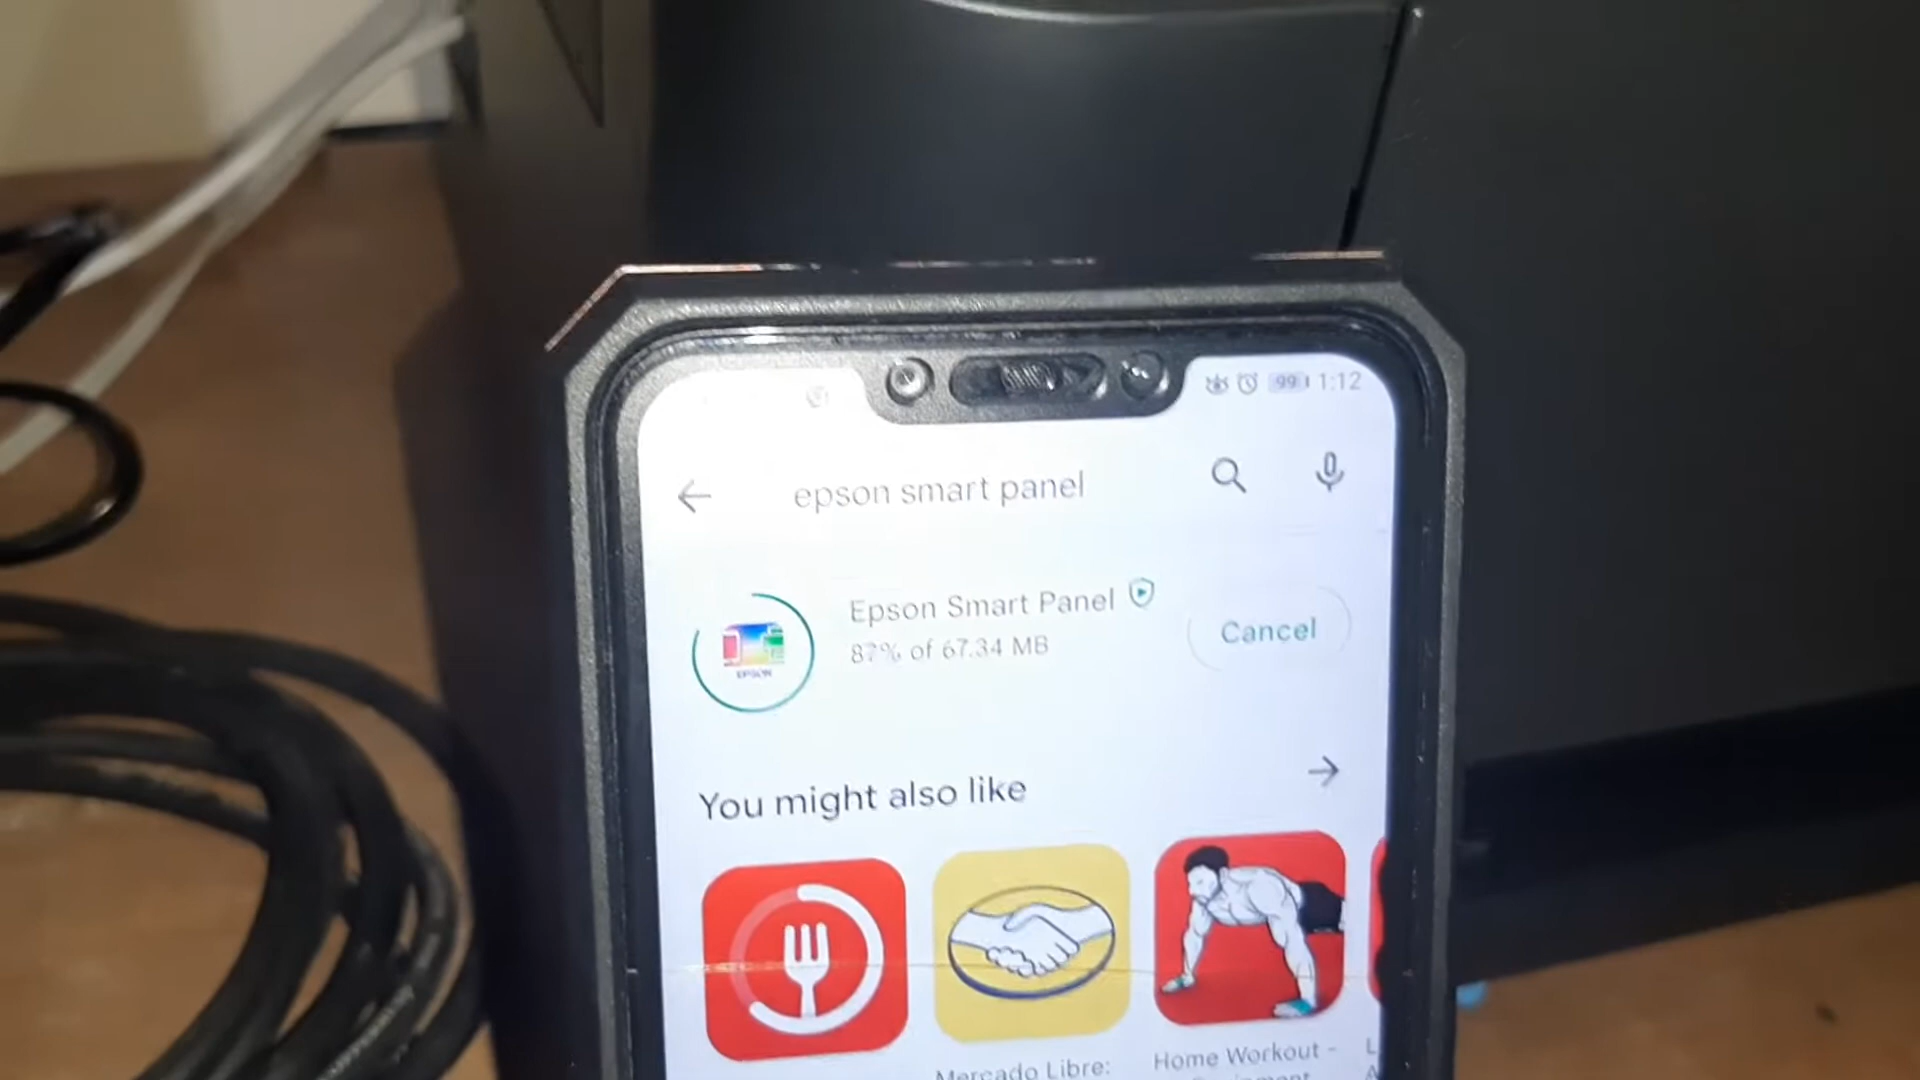 99 1:12
epson smart panel
Epson Smart Panel
87% of 67.34 MB
Cancel
EPSON
You might also like
Mercado Libre:
Home Workout -